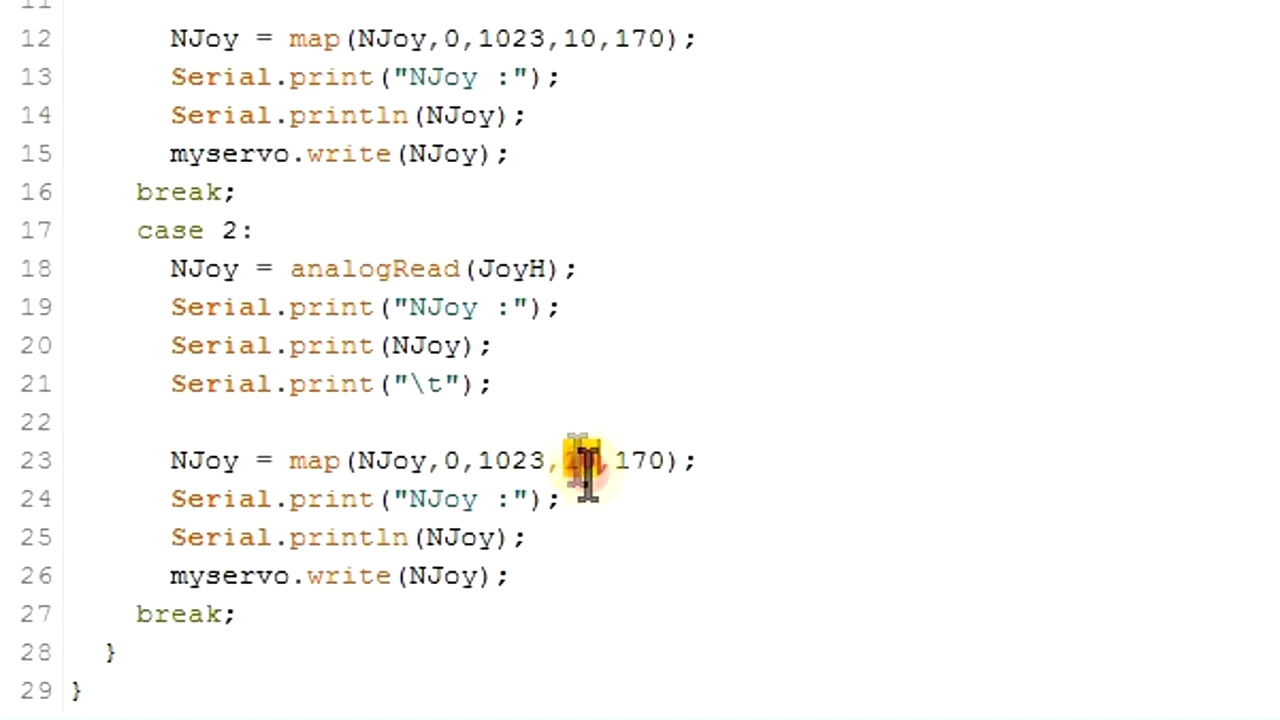 11
12 NJoy = map(NJoy,0,1023,10,170);
13 Serial.print("NJoy :");
14 Serial.println(NJoy);
15 myservo.write(NJoy);
16 break;
17 case 2:
18 NJoy = analogRead(JoyH);
19 Serial.print("NJoy :");
20 Serial.print(NJoy);
21 Serial.print("\t");
22
23 NJoy = map(NJoy,0,1023,10,170);
24 Serial.print("NJoy :");
25 Serial.println(NJoy);
26 myservo.write(NJoy);
27 break;
28 }
29 }